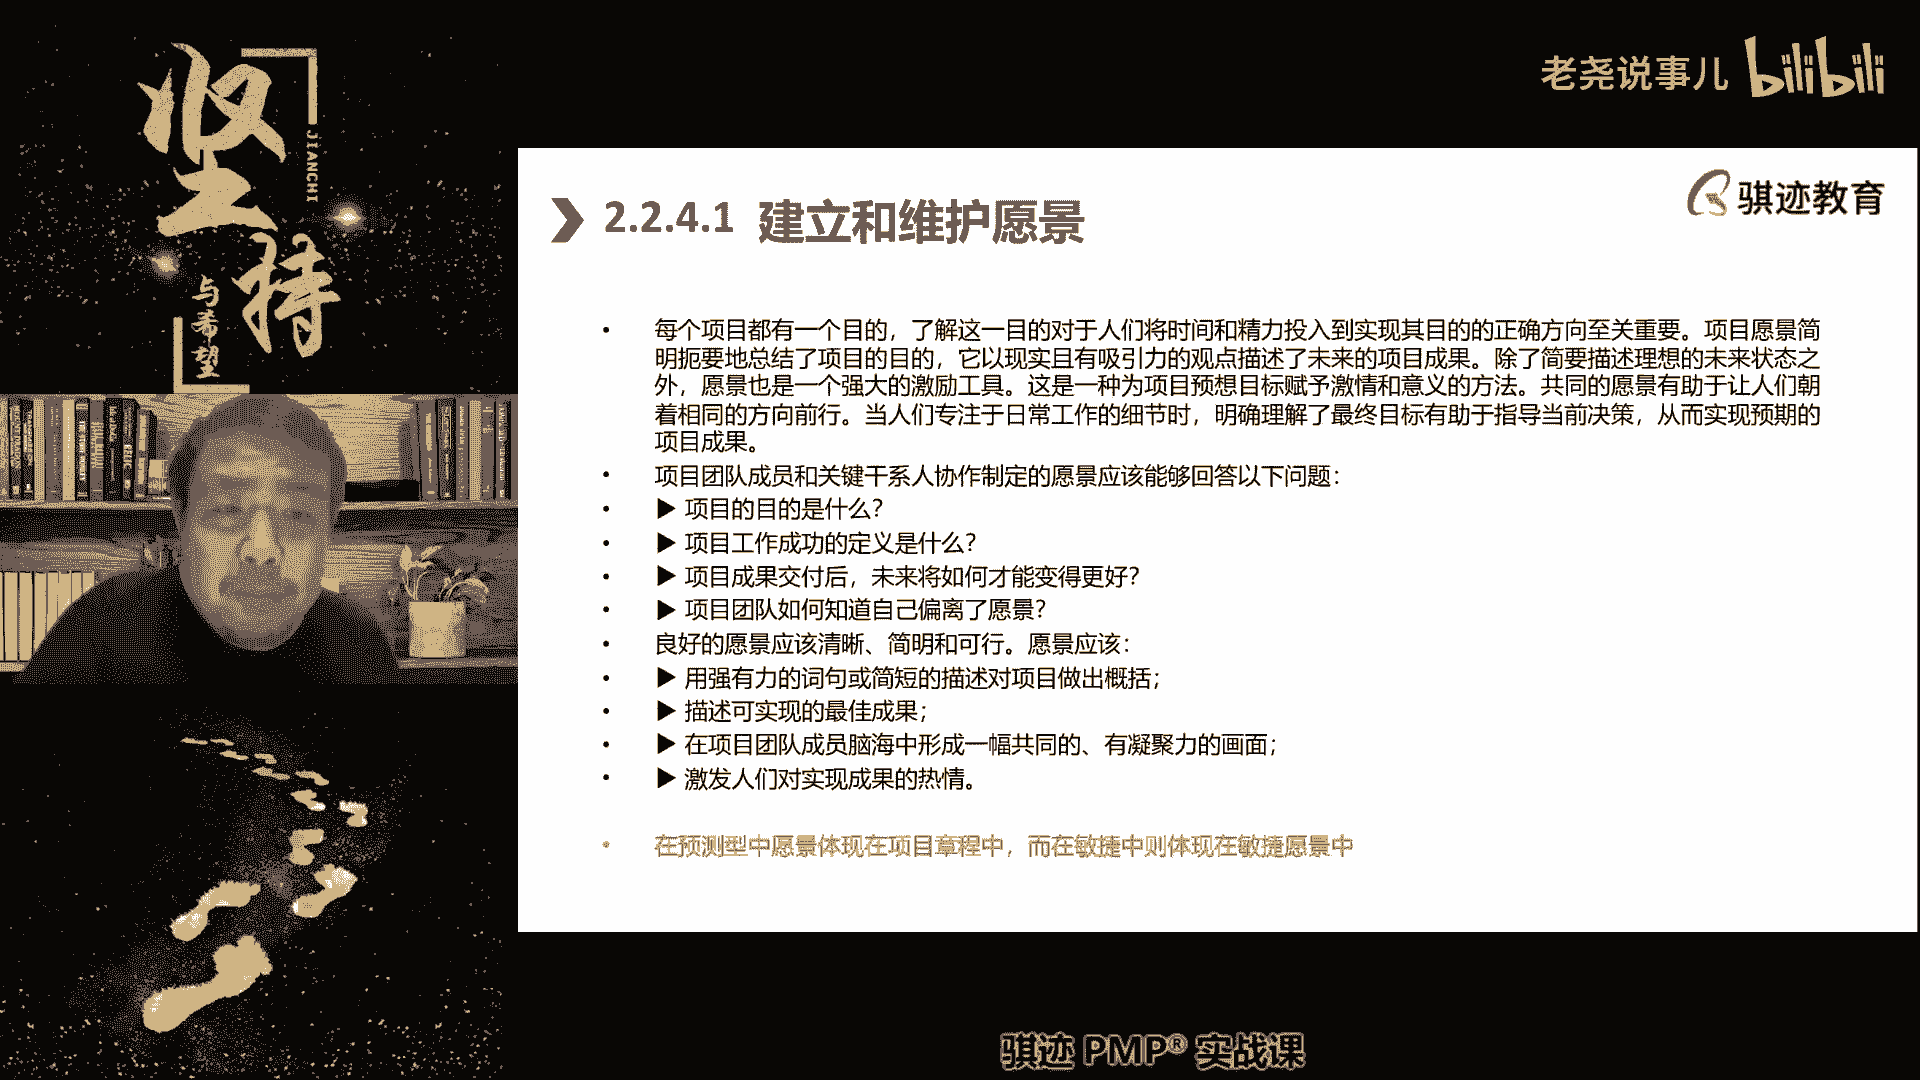 坚持
JIANCHI
与希望
老尧说事儿 bilibili
骐迹教育
2.2.4.1 建立和维护愿景
• 每个项目都有一个目的，了解这一目的对于人们将时间和精力投入到实现其目的的正确方向至关重要。项目愿景简
明扼要地总结了项目的目的，它以现实且有吸引力的观点描述了未来的项目成果。除了简要描述理想的未来状态之
外，愿景也是一个强大的激励工具。这是一种为项目预想目标赋予激情和意义的方法。共同的愿景有助于让人们朝
着相同的方向前行。当人们专注于日常工作的细节时，明确理解了最终目标有助于指导当前决策，从而实现预期的
项目成果。
• 项目团队成员和关键干系人协作制定的愿景应该能够回答以下问题：
• ▶ 项目的目的是什么？
• ▶ 项目工作成功的定义是什么？
• ▶ 项目成果交付后，未来将如何才能变得更好？
• ▶ 项目团队如何知道自己偏离了愿景？
• 良好的愿景应该清晰、简明和可行。愿景应该：
• ▶ 用强有力的词句或简短的描述对项目做出概括；
• ▶ 描述可实现的最佳成果；
• ▶ 在项目团队成员脑海中形成一幅共同的、有凝聚力的画面；
• ▶ 激发人们对实现成果的热情。
• 在预测型中愿景体现在项目章程中，而在敏捷中则体现在敏捷愿景中
骐迹 PMP® 实战课